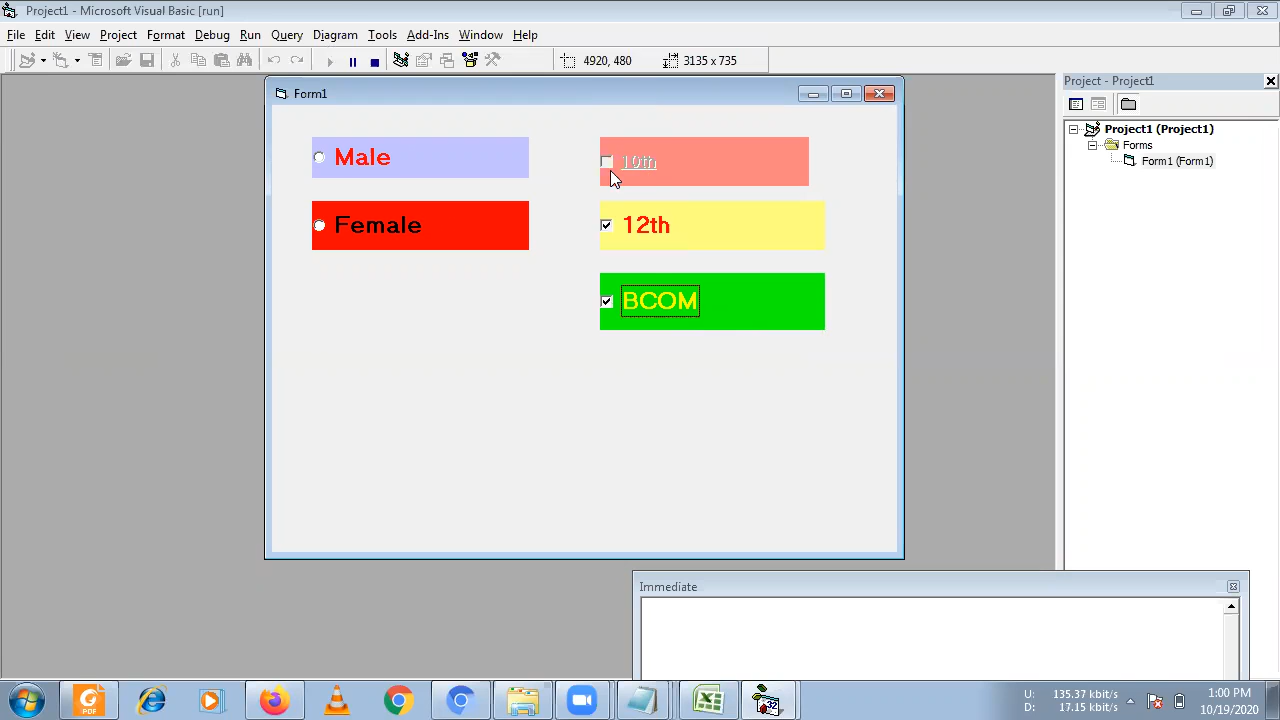 Project1 - Microsoft Visual Basic [run]
File Edit View Project Format Debug Run Query Diagram Tools Add-Ins Window Help
4920, 480 3135 x 735
Project - Project1
Form1
Project1 (Project1)
Forms
Form1 (Form1)
Male
10th
Female
12th
BCOM
Immediate
PDF
32
U: 135.37 kbit/s
D: 17.15 kbit/s
1:00 PM
10/19/2020